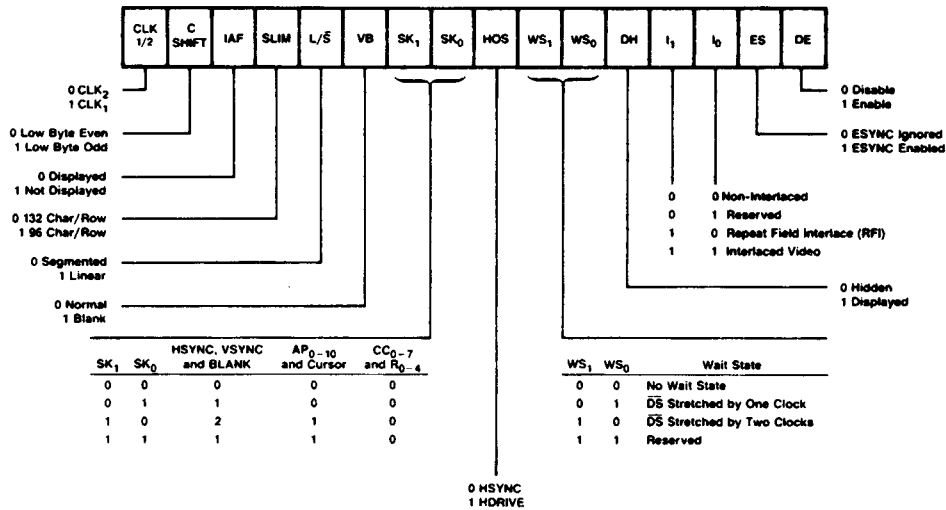 CLK 1/2 C SHIFT IAF SLIM L/S̅ VB SK₁ SK₀ HOS WS₁ WS₀ DH I₁ I₀ ES DE
0 CLK₂
1 CLK₁
0 Low Byte Even
1 Low Byte Odd
0 Displayed
1 Not Displayed
0 132 Char/Row
1 96 Char/Row
0 Segmented
1 Linear
0 Normal
1 Blank
0 Disable
1 Enable
0 ESYNC Ignored
1 ESYNC Enabled
0 0 Non-Interlaced
0 1 Reserved
1 0 Repeat Field Interlace (RFI)
1 1 Interlaced Video
0 Hidden
1 Displayed
SK₁ SK₀ HSYNC, VSYNC and BLANK AP₀₋₁₀ and Cursor CC₀₋₇ and R₀₋₄
0 0 0 0 0
0 1 1 0 0
1 0 2 1 0
1 1 1 1 0
WS₁ WS₀ Wait State
0 0 No Wait State
0 1 D̅S̅ Stretched by One Clock
1 0 D̅S̅ Stretched by Two Clocks
1 1 Reserved
0 HSYNC
1 HDRIVE